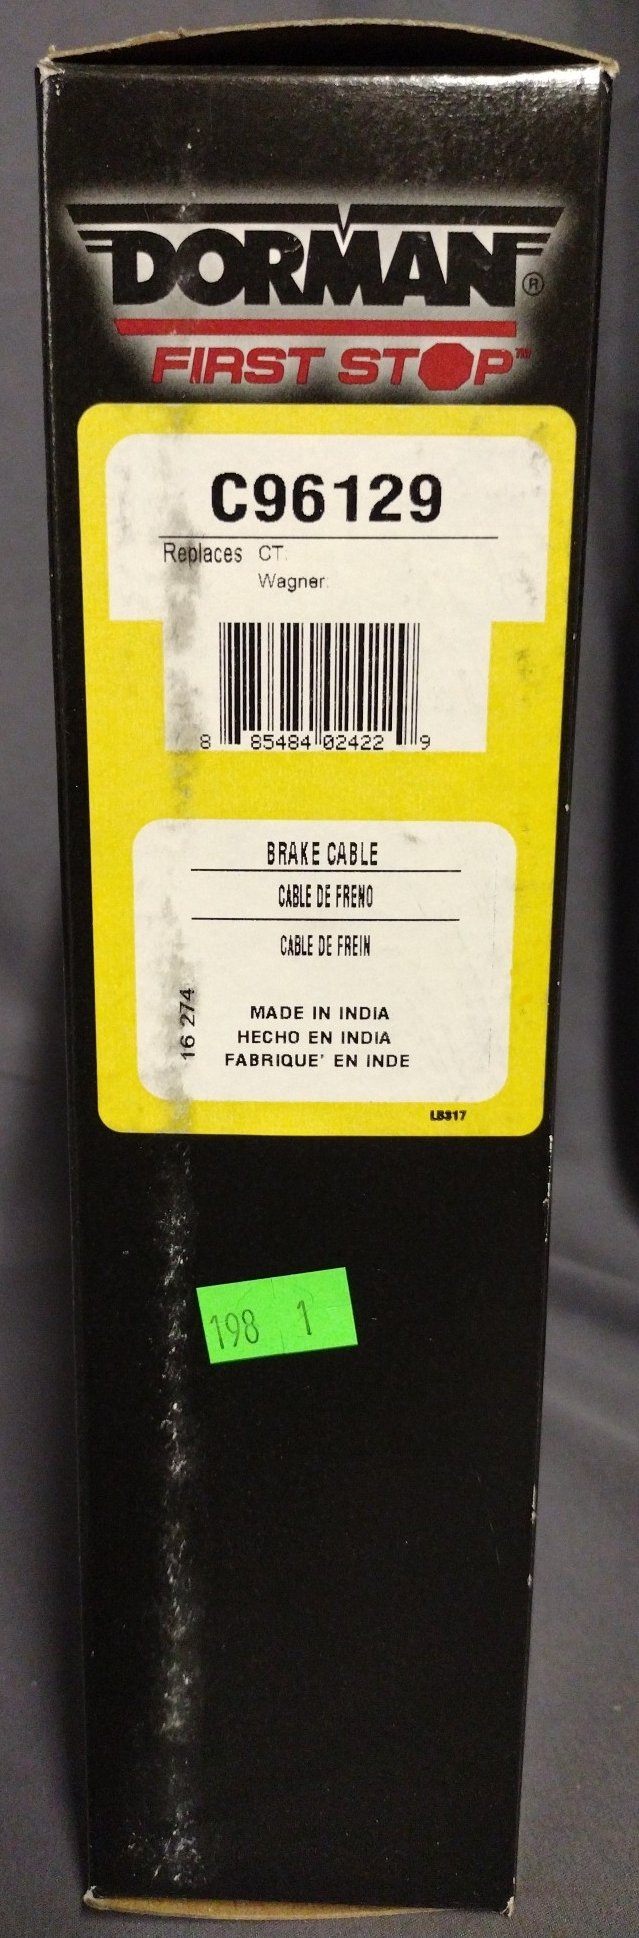 DORMAN®
FIRST STOP™
C96129
Replaces CT.
Wagner.
8 85484 02422 9
BRAKE CABLE
CABLE DE FRENO
CABLE DE FREIN
16 274
MADE IN INDIA
HECHO EN INDIA
FABRIQUE' EN INDE
LB317
198 1